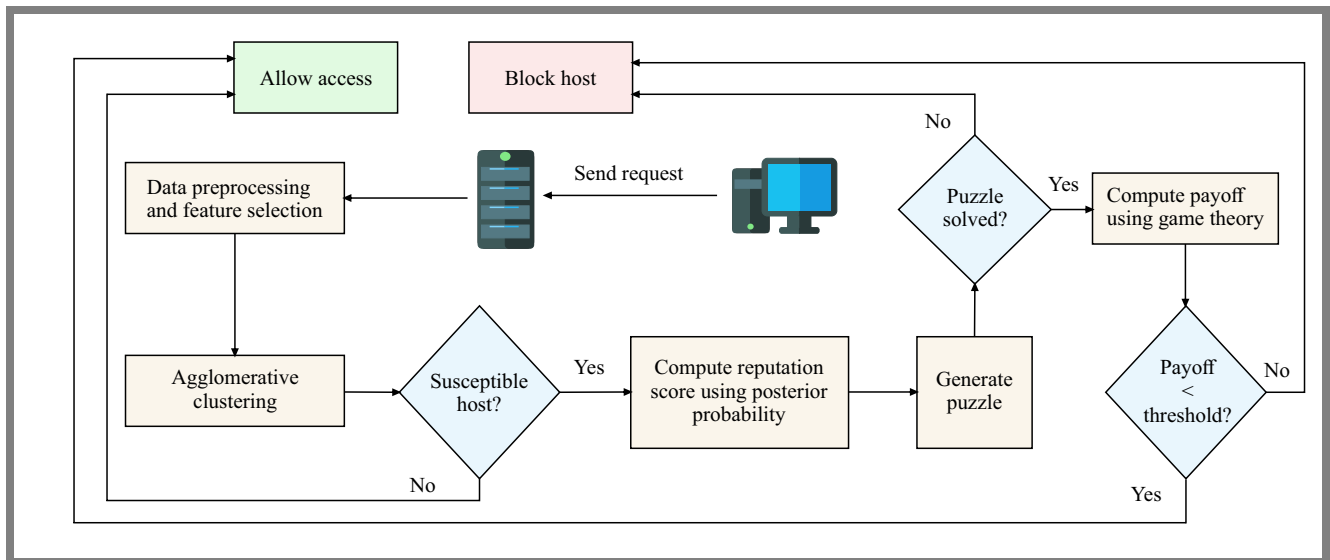 Allow access
Block host
No
Data preprocessing
and feature selection
Send request
Puzzle
solved?
Yes
Compute payoff
using game theory
Agglomerative
clustering
Susceptible
host?
Yes
Compute reputation
score using posterior
probability
Generate
puzzle
Payoff
<
threshold?
No
No
Yes